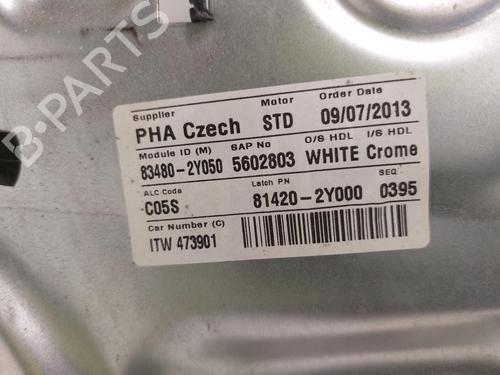 Supplier Motor Order Date
PHA Czech STD 09/07/2013
Module ID (M) SAP No O/S HDL I/S HDL
83480-2Y050 5602803 WHITE Crome
ALC Code Latch PN SEQ
C05S 81420-2Y000 0395
Car Number (C)
ITW 473901
B-PARTS